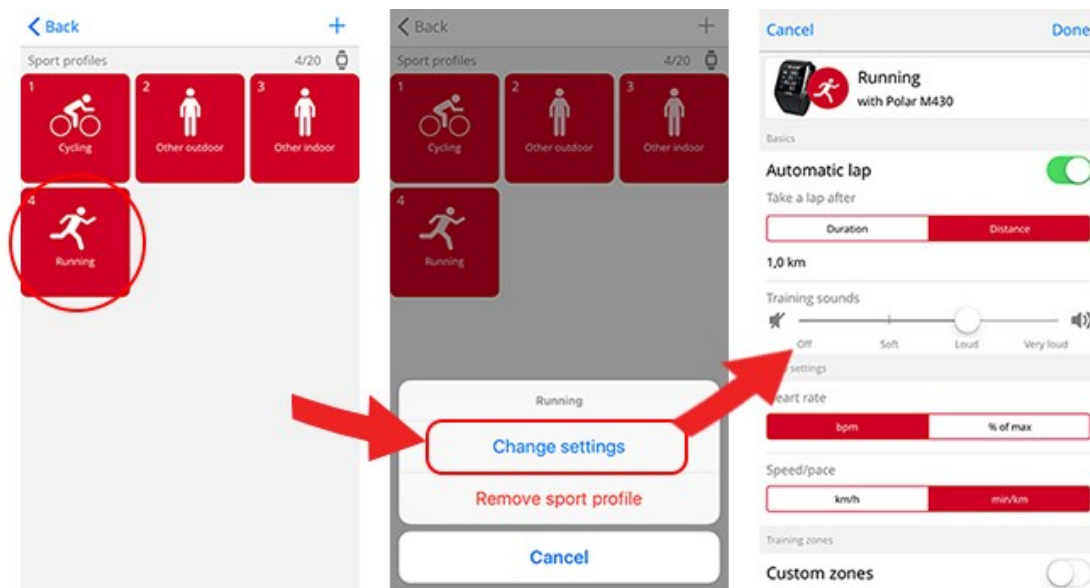 Back
Sport profiles 4/20
1 2 3
Cycling Other outdoor Other indoor
4
Running
Back
Sport profiles 4/20
1 2 3
Cycling Other outdoor Other indoor
4
Running
Running
Change settings
Remove sport profile
Cancel
Cancel Done
Running
with Polar M430
Basics
Automatic lap
Take a lap after
Duration Distance
1,0 km
Training sounds
Off Soft Loud Very loud
settings
eart rate
bpm % of max
Speed/pace
km/h min/km
Training zones
Custom zones